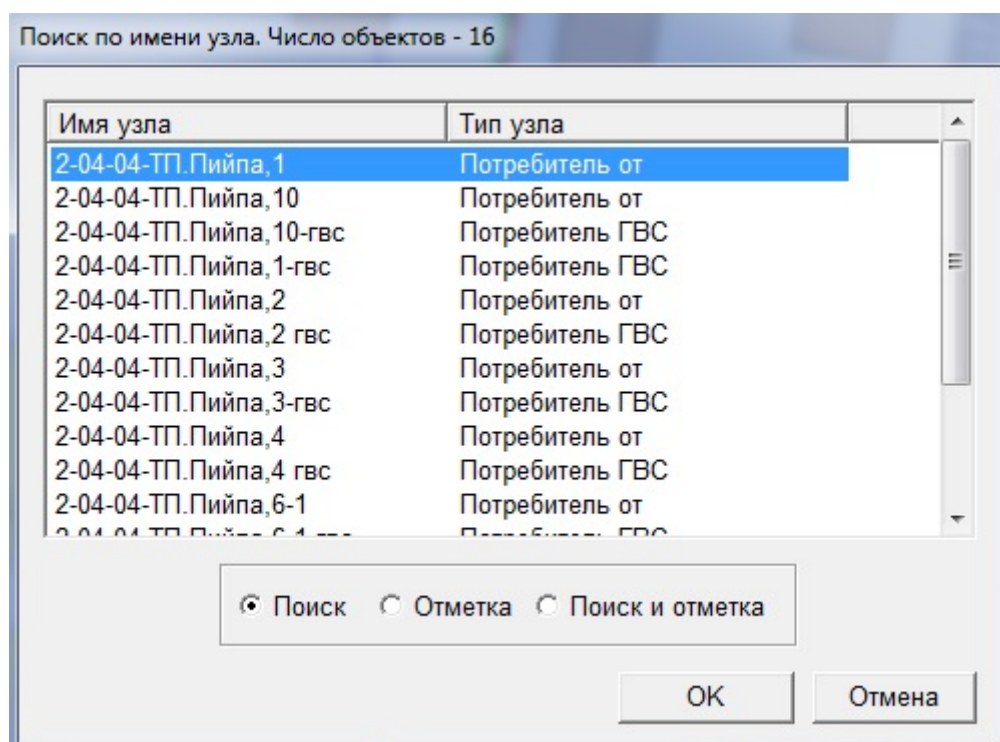 Поиск по имени узла. Число объектов - 16
Имя узла Тип узла
2-04-04-ТП.Пийпа,1 Потребитель от
2-04-04-ТП.Пийпа,10 Потребитель от
2-04-04-ТП.Пийпа,10-гвс Потребитель ГВС
2-04-04-ТП.Пийпа,1-гвс Потребитель ГВС
2-04-04-ТП.Пийпа,2 Потребитель от
2-04-04-ТП.Пийпа,2 гвс Потребитель ГВС
2-04-04-ТП.Пийпа,3 Потребитель от
2-04-04-ТП.Пийпа,3-гвс Потребитель ГВС
2-04-04-ТП.Пийпа,4 Потребитель от
2-04-04-ТП.Пийпа,4 гвс Потребитель ГВС
2-04-04-ТП.Пийпа,6-1 Потребитель от
Поиск Отметка Поиск и отметка
OK Отмена